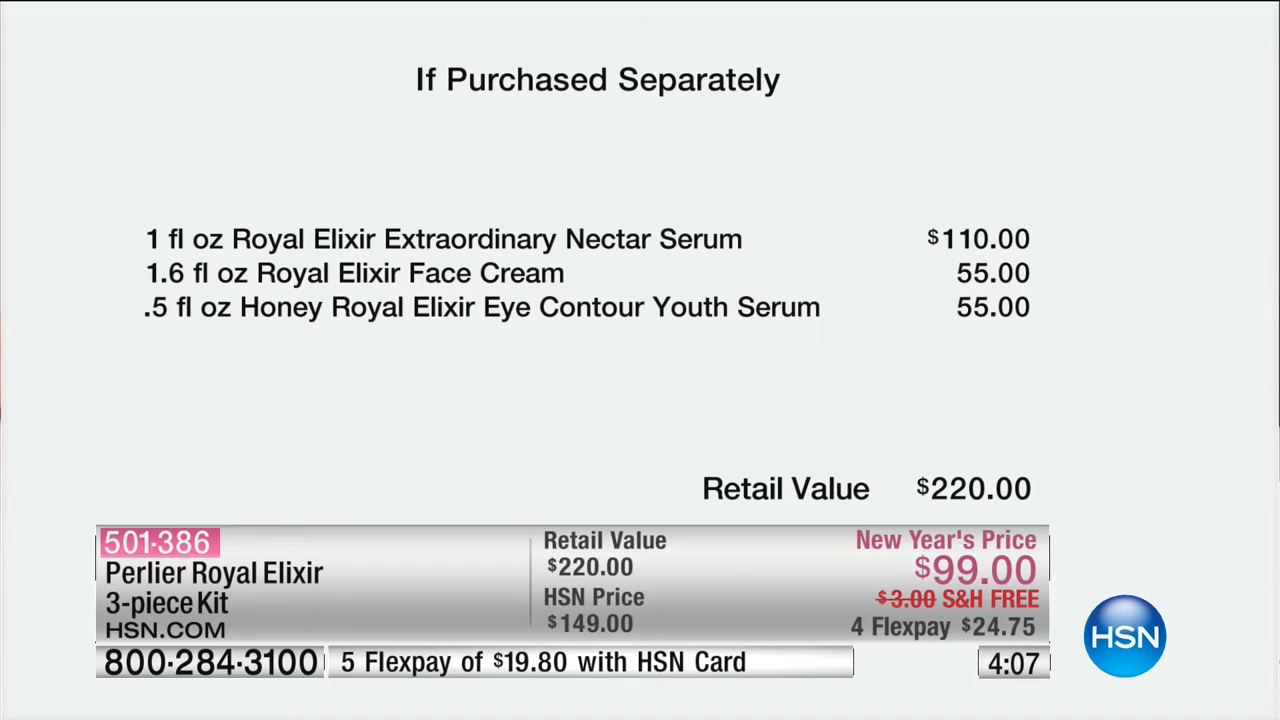 If Purchased Separately
1 fl oz Royal Elixir Extraordinary Nectar Serum $110.00
1.6 fl oz Royal Elixir Face Cream 55.00
.5 fl oz Honey Royal Elixir Eye Contour Youth Serum 55.00
Retail Value $220.00
501·386
Perlier Royal Elixir
3-piece Kit
HSN.COM
Retail Value
$220.00
HSN Price
$149.00
New Year's Price
$99.00
$3.00 S&H FREE
4 Flexpay $24.75
800·284·3100
5 Flexpay of $19.80 with HSN Card
4:07
HSN